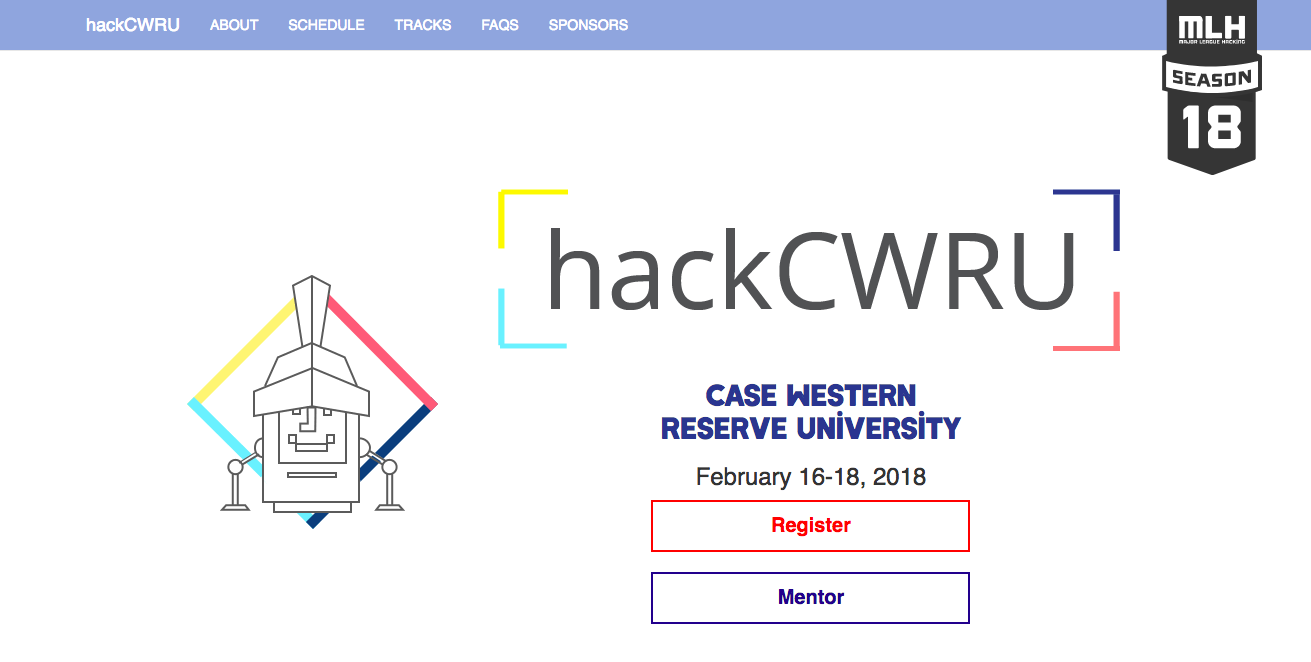 hackCWRU ABOUT SCHEDULE TRACKS FAQS SPONSORS
MLH
MAJOR LEAGUE HACKING
SEASON
18
hackCWRU
CASE WESTERN
RESERVE UNIVERSITY
February 16-18, 2018
Register
Mentor